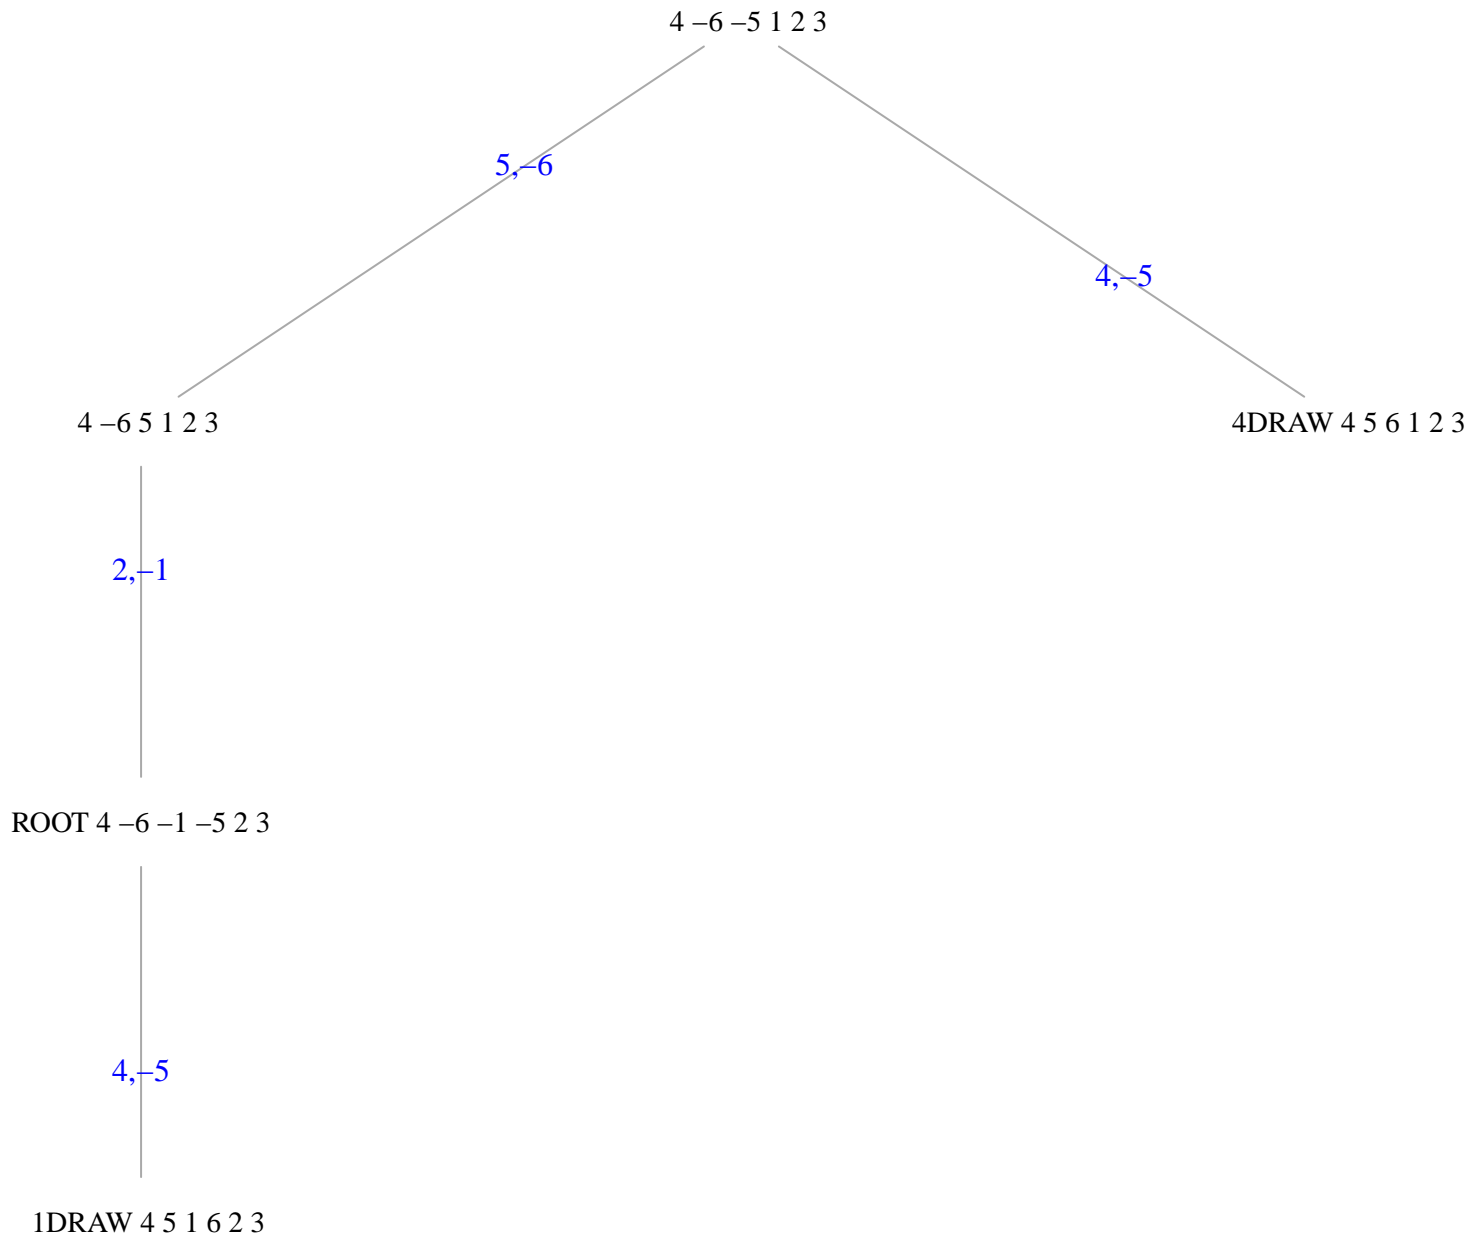 4 –6 –5 1 2 3
5,–6
4,–5
4 –6 5 1 2 3
4DRAW 4 5 6 1 2 3
2,–1
ROOT 4 –6 –1 –5 2 3
4,–5
1DRAW 4 5 1 6 2 3